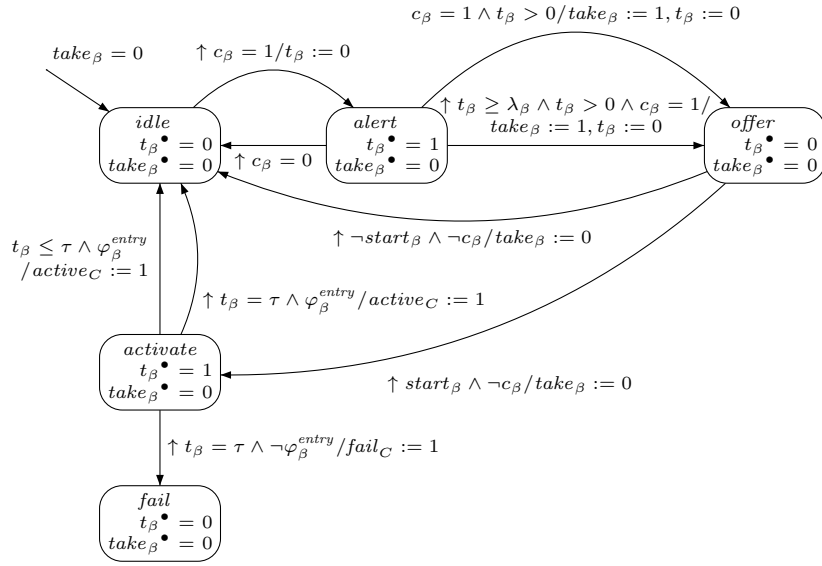 c_β = 1 ∧ t_β > 0/take_β := 1, t_β := 0
take_β = 0
↑ c_β = 1/t_β := 0
↑ t_β ≥ λ_β ∧ t_β > 0 ∧ c_β = 1/
take_β := 1, t_β := 0
idle
t_β• = 0
take_β• = 0
alert
t_β• = 1
take_β• = 0
offer
t_β• = 0
take_β• = 0
↑ c_β = 0
↑ ¬start_β ∧ ¬c_β/take_β := 0
t_β ≤ τ ∧ φ_β^entry
/active_C := 1
↑ t_β = τ ∧ φ_β^entry/active_C := 1
activate
t_β• = 1
take_β• = 0
↑ start_β ∧ ¬c_β/take_β := 0
↑ t_β = τ ∧ ¬φ_β^entry/fail_C := 1
fail
t_β• = 0
take_β• = 0